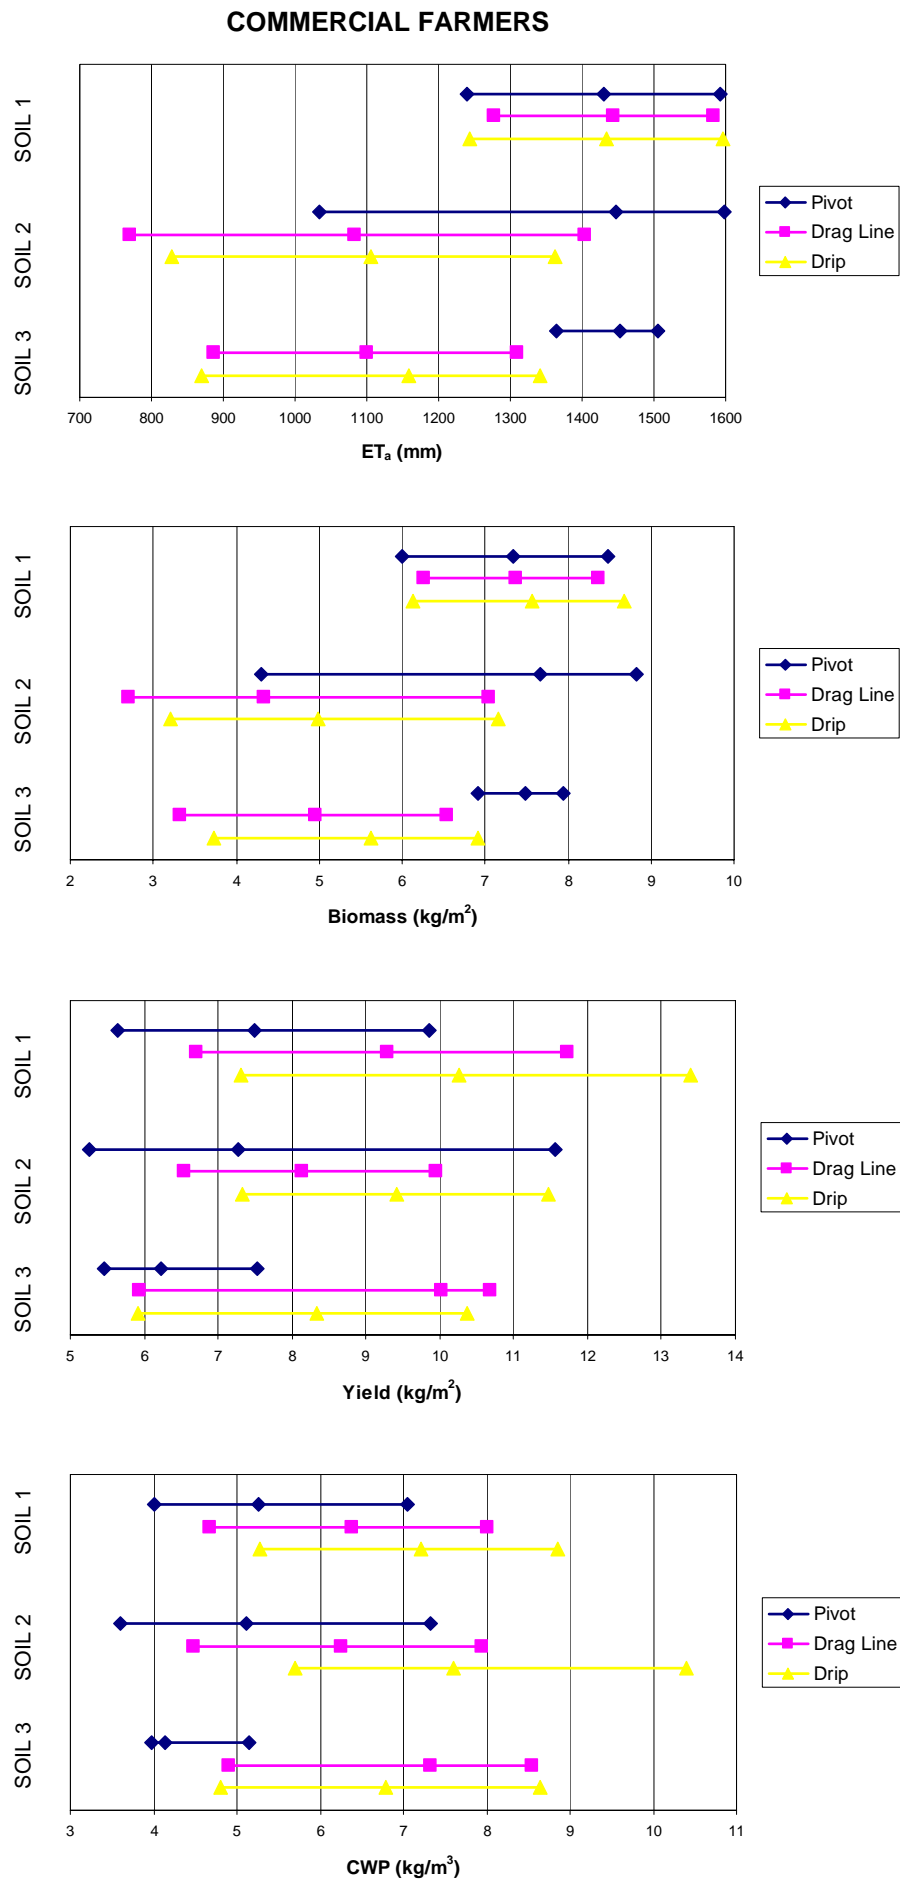 COMMERCIAL FARMERS
SOIL 1
SOIL 2
SOIL 3
Pivot
Drag Line
Drip
700 800 900 1000 1100 1200 1300 1400 1500 1600
ETₐ (mm)
SOIL 1
SOIL 2
SOIL 3
Pivot
Drag Line
Drip
2 3 4 5 6 7 8 9 10
Biomass (kg/m²)
SOIL 1
SOIL 2
SOIL 3
Pivot
Drag Line
Drip
5 6 7 8 9 10 11 12 13 14
Yield (kg/m²)
SOIL 1
SOIL 2
SOIL 3
Pivot
Drag Line
Drip
3 4 5 6 7 8 9 10 11
CWP (kg/m³)